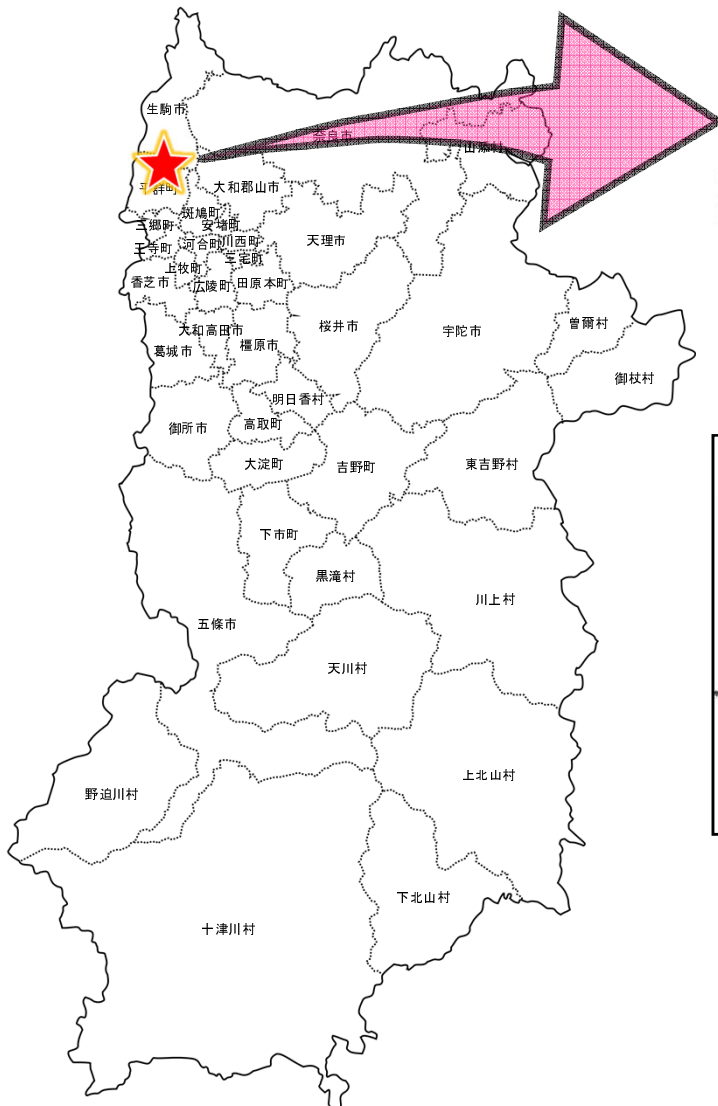 生駒市
奈良市
山添村
平群町
大和郡山市
斑鳩町
安堵町
三郷町
天理市
河合町
川西町
王寺町
三宅町
上牧町
香芝市
広陵町
田原本町
大和高田市
桜井市
宇陀市
曽爾村
橿原市
葛城市
御杖村
明日香村
高取町
御所市
大淀町
吉野町
東吉野村
下市町
黒滝村
川上村
五條市
天川村
上北山村
野迫川村
下北山村
十津川村